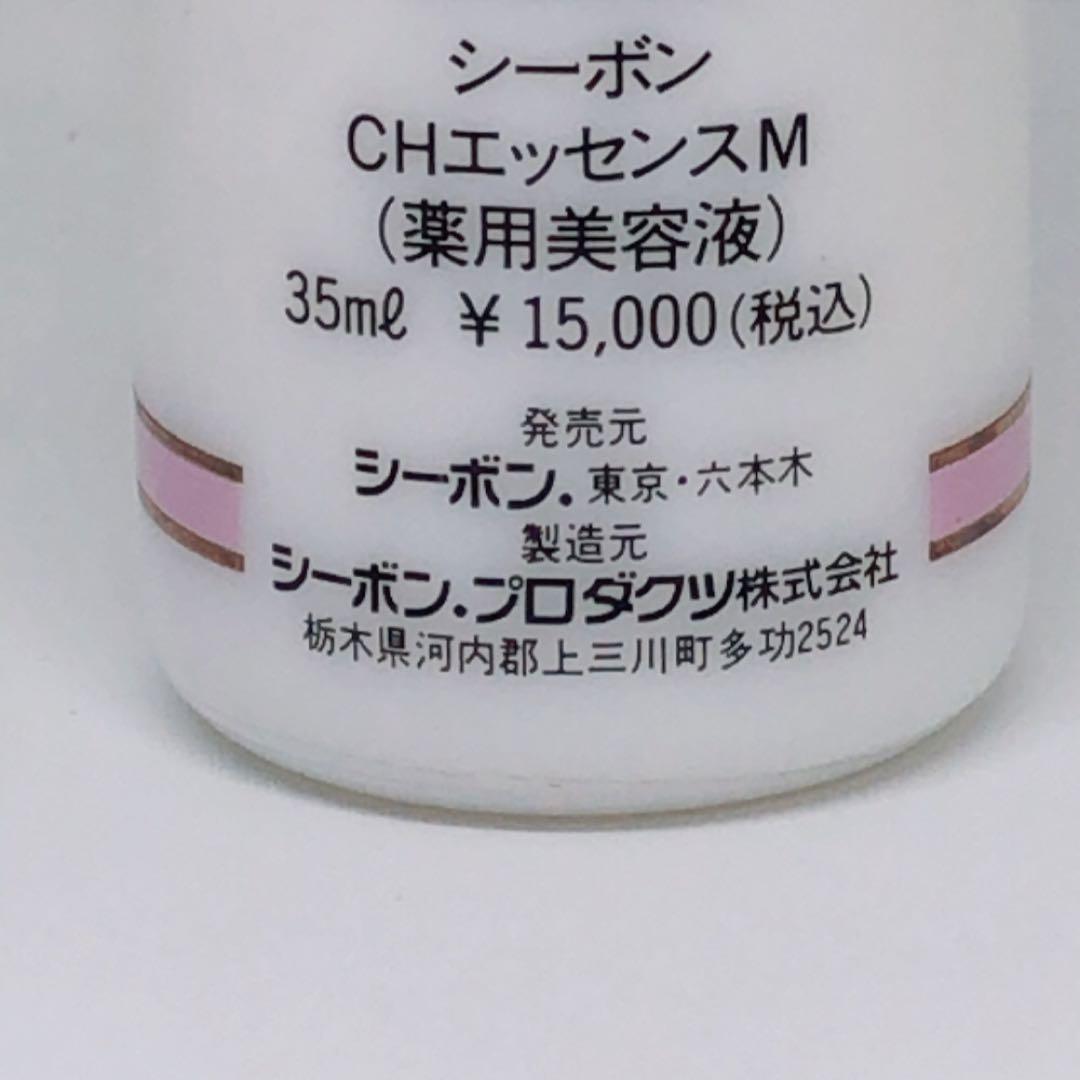 シーボン
CHエッセンスM
(薬用美容液)
35mℓ ¥15,000(税込)
発売元
シーボン. 東京・六本木
製造元
シーボン.プロダクツ株式会社
栃木県河内郡上三川町多功2524